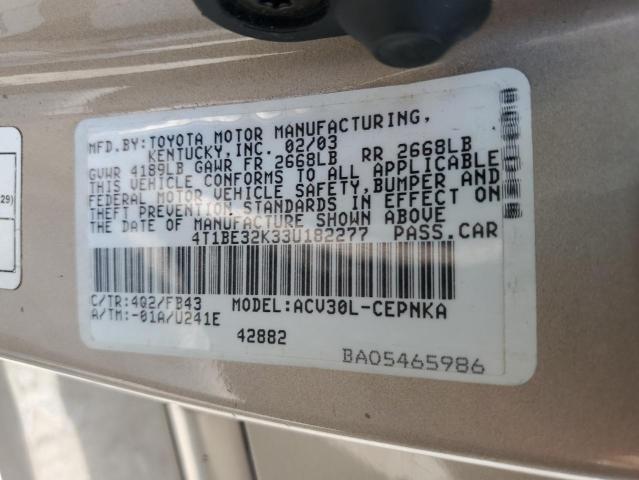 MFD.BY:TOYOTA MOTOR MANUFACTURING,
KENTUCKY, INC. 02/03
GVWR 4189LB GAWR FR 2668LB RR 2668LB
THIS VEHICLE CONFORMS TO ALL APPLICABLE
FEDERAL MOTOR VEHICLE SAFETY,BUMPER AND
THEFT PREVENTION STANDARDS IN EFFECT ON
THE DATE OF MANUFACTURE SHOWN ABOVE
4T1BE32K33U182277 PASS.CAR
C/TR:4Q2/FB43 MODEL:ACV30L-CEPNKA
A/TM:-01A/U241E
42882
BA05465986
29)